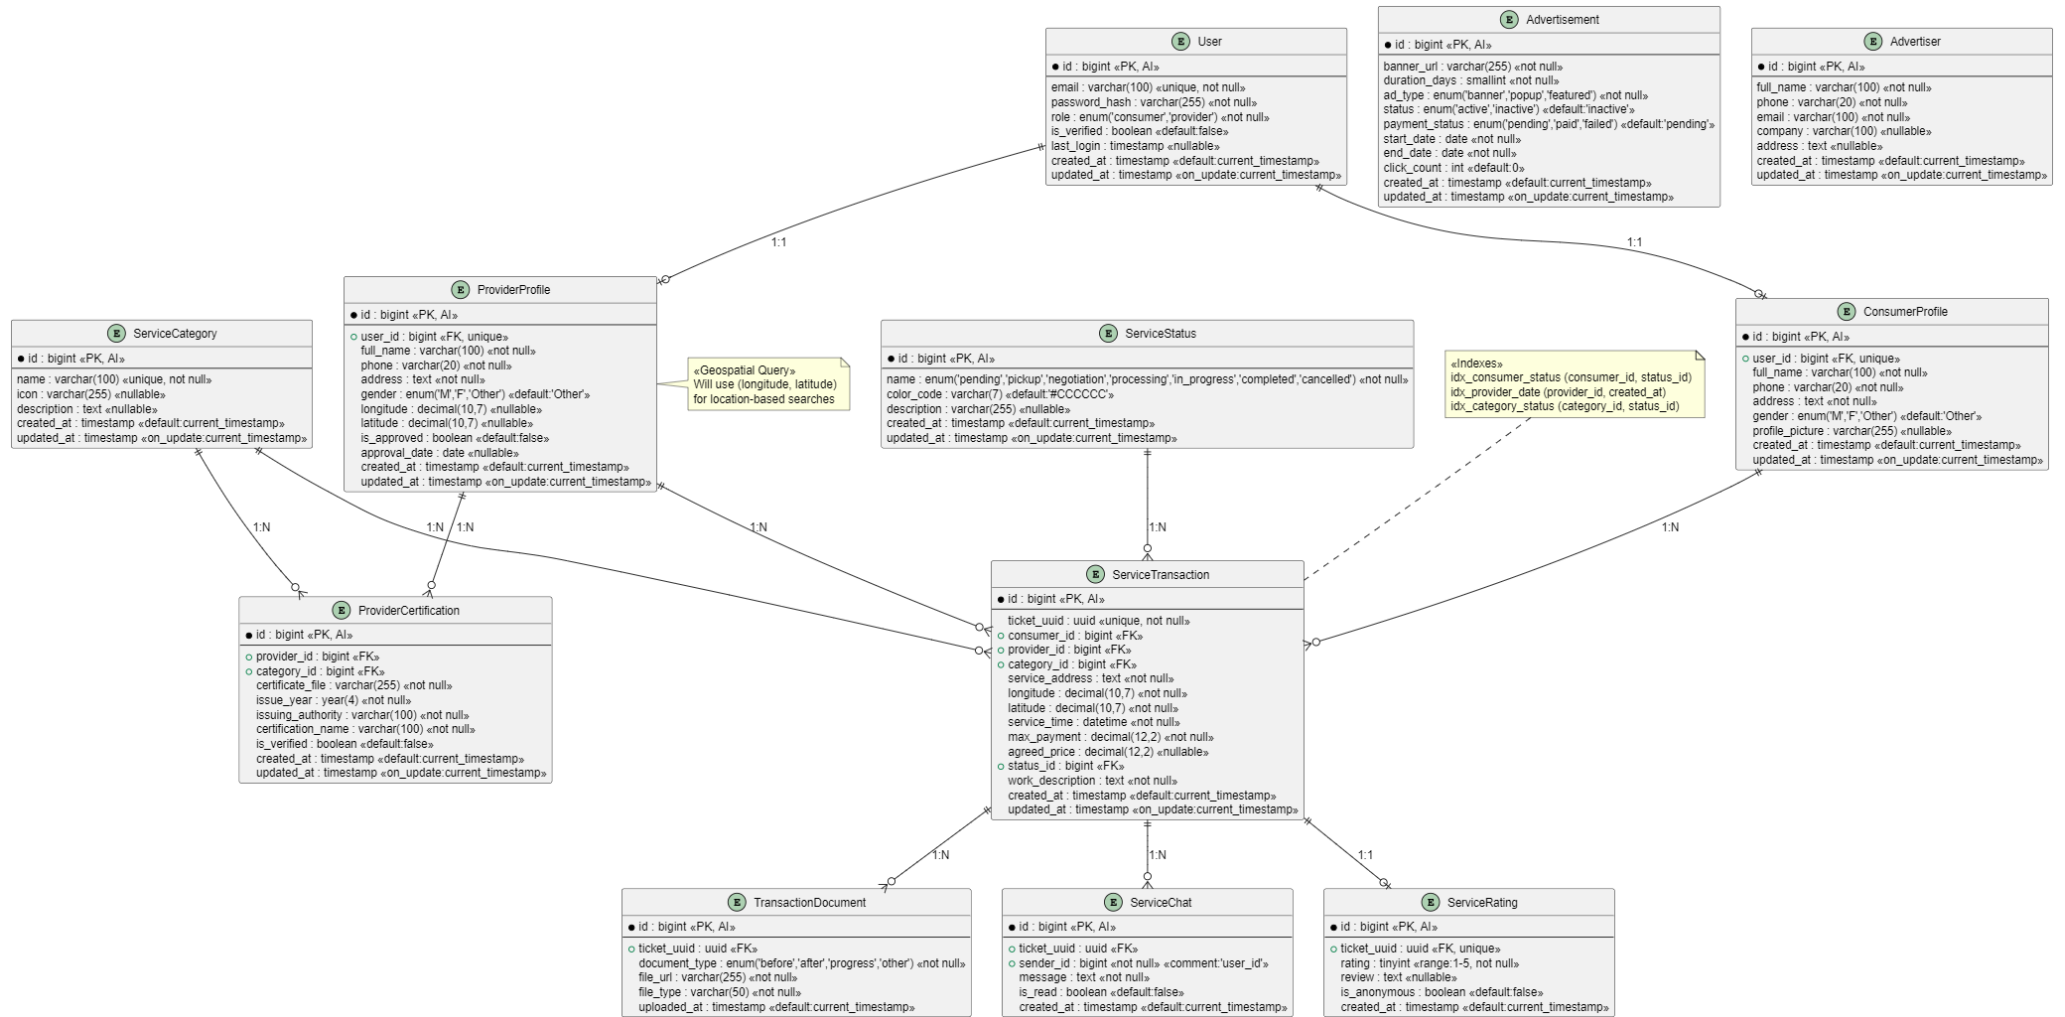 E User
id : bigint «PK, AI»
email : varchar(100) «unique, not null»
password_hash : varchar(255) «not null»
role : enum('consumer','provider') «not null»
is_verified : boolean «default:false»
last_login : timestamp «nullable»
created_at : timestamp «default:current_timestamp»
updated_at : timestamp «on_update:current_timestamp»
E Advertisement
id : bigint «PK, AI»
banner_url : varchar(255) «not null»
duration_days : smallint «not null»
ad_type : enum('banner','popup','featured') «not null»
status : enum('active','inactive') «default:'inactive'»
payment_status : enum('pending','paid','failed') «default:'pending'»
start_date : date «not null»
end_date : date «not null»
click_count : int «default:0»
created_at : timestamp «default:current_timestamp»
updated_at : timestamp «on_update:current_timestamp»
E Advertiser
id : bigint «PK, AI»
full_name : varchar(100) «not null»
phone : varchar(20) «not null»
email : varchar(100) «not null»
company : varchar(100) «nullable»
address : text «nullable»
created_at : timestamp «default:current_timestamp»
updated_at : timestamp «on_update:current_timestamp»
1:1
1:1
E ServiceCategory
id : bigint «PK, AI»
name : varchar(100) «unique, not null»
icon : varchar(255) «nullable»
description : text «nullable»
created_at : timestamp «default:current_timestamp»
updated_at : timestamp «on_update:current_timestamp»
E ProviderProfile
id : bigint «PK, AI»
user_id : bigint «FK, unique»
full_name : varchar(100) «not null»
phone : varchar(20) «not null»
address : text «not null»
gender : enum('M','F','Other') «default:'Other'»
longitude : decimal(10,7) «nullable»
latitude : decimal(10,7) «nullable»
is_approved : boolean «default:false»
approval_date : date «nullable»
created_at : timestamp «default:current_timestamp»
updated_at : timestamp «on_update:current_timestamp»
«Geospatial Query»
Will use (longitude, latitude)
for location-based searches
E ServiceStatus
id : bigint «PK, AI»
name : enum('pending','pickup','negotiation','processing','in_progress','completed','cancelled') «not null»
color_code : varchar(7) «default:'#CCCCCC'»
description : varchar(255) «nullable»
created_at : timestamp «default:current_timestamp»
updated_at : timestamp «on_update:current_timestamp»
«Indexes»
idx_consumer_status (consumer_id, status_id)
idx_provider_date (provider_id, created_at)
idx_category_status (category_id, status_id)
E ConsumerProfile
id : bigint «PK, AI»
user_id : bigint «FK, unique»
full_name : varchar(100) «not null»
phone : varchar(20) «not null»
address : text «not null»
gender : enum('M','F','Other') «default:'Other'»
profile_picture : varchar(255) «nullable»
created_at : timestamp «default:current_timestamp»
updated_at : timestamp «on_update:current_timestamp»
1:N
1:N
1:N
1:N
1:N
1:N
E ProviderCertification
id : bigint «PK, AI»
provider_id : bigint «FK»
category_id : bigint «FK»
certificate_file : varchar(255) «not null»
issue_year : year(4) «not null»
issuing_authority : varchar(100) «not null»
certification_name : varchar(100) «not null»
is_verified : boolean «default:false»
created_at : timestamp «default:current_timestamp»
updated_at : timestamp «on_update:current_timestamp»
E ServiceTransaction
id : bigint «PK, AI»
ticket_uuid : uuid «unique, not null»
consumer_id : bigint «FK»
provider_id : bigint «FK»
category_id : bigint «FK»
service_address : text «not null»
longitude : decimal(10,7) «not null»
latitude : decimal(10,7) «not null»
service_time : datetime «not null»
max_payment : decimal(12,2) «not null»
agreed_price : decimal(12,2) «nullable»
status_id : bigint «FK»
work_description : text «not null»
created_at : timestamp «default:current_timestamp»
updated_at : timestamp «on_update:current_timestamp»
1:N
1:N
1:1
E TransactionDocument
id : bigint «PK, AI»
ticket_uuid : uuid «FK»
document_type : enum('before','after','progress','other') «not null»
file_url : varchar(255) «not null»
file_type : varchar(50) «not null»
uploaded_at : timestamp «default:current_timestamp»
E ServiceChat
id : bigint «PK, AI»
ticket_uuid : uuid «FK»
sender_id : bigint «not null» «comment:'user_id'»
message : text «not null»
is_read : boolean «default:false»
created_at : timestamp «default:current_timestamp»
E ServiceRating
id : bigint «PK, AI»
ticket_uuid : uuid «FK, unique»
rating : tinyint «range:1-5, not null»
review : text «nullable»
is_anonymous : boolean «default:false»
created_at : timestamp «default:current_timestamp»